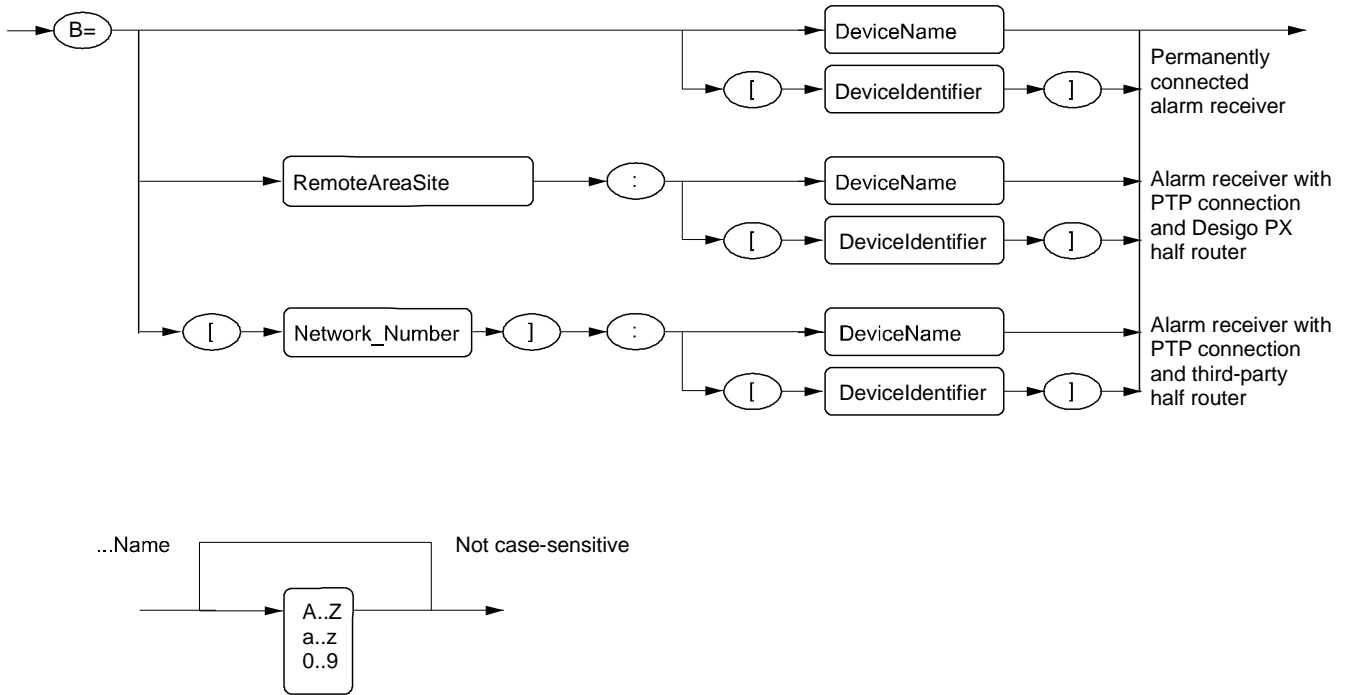 B=
DeviceName
[
DeviceIdentifier
]
Permanently
connected
alarm receiver
RemoteAreaSite
:
DeviceName
[
DeviceIdentifier
]
Alarm receiver with
PTP connection
and Desigo PX
half router
[
Network_Number
]
:
DeviceName
[
DeviceIdentifier
]
Alarm receiver with
PTP connection
and third-party
half router
...Name
Not case-sensitive
A..Z
a..z
0..9